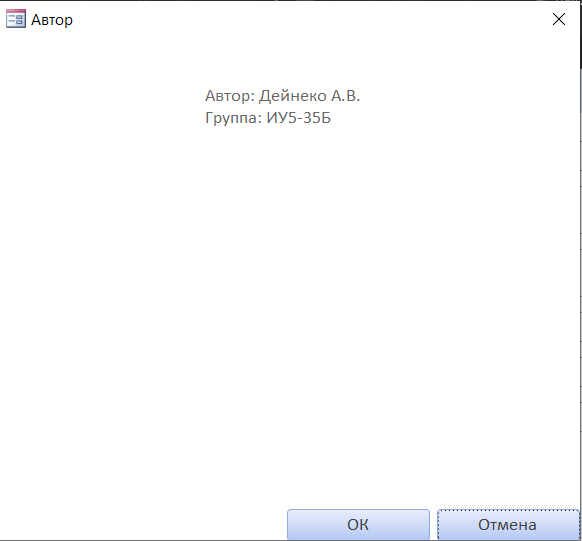 Автор
Автор: Дейнеко А.В.
Группа: ИУ5-35Б
ОК
Отмена